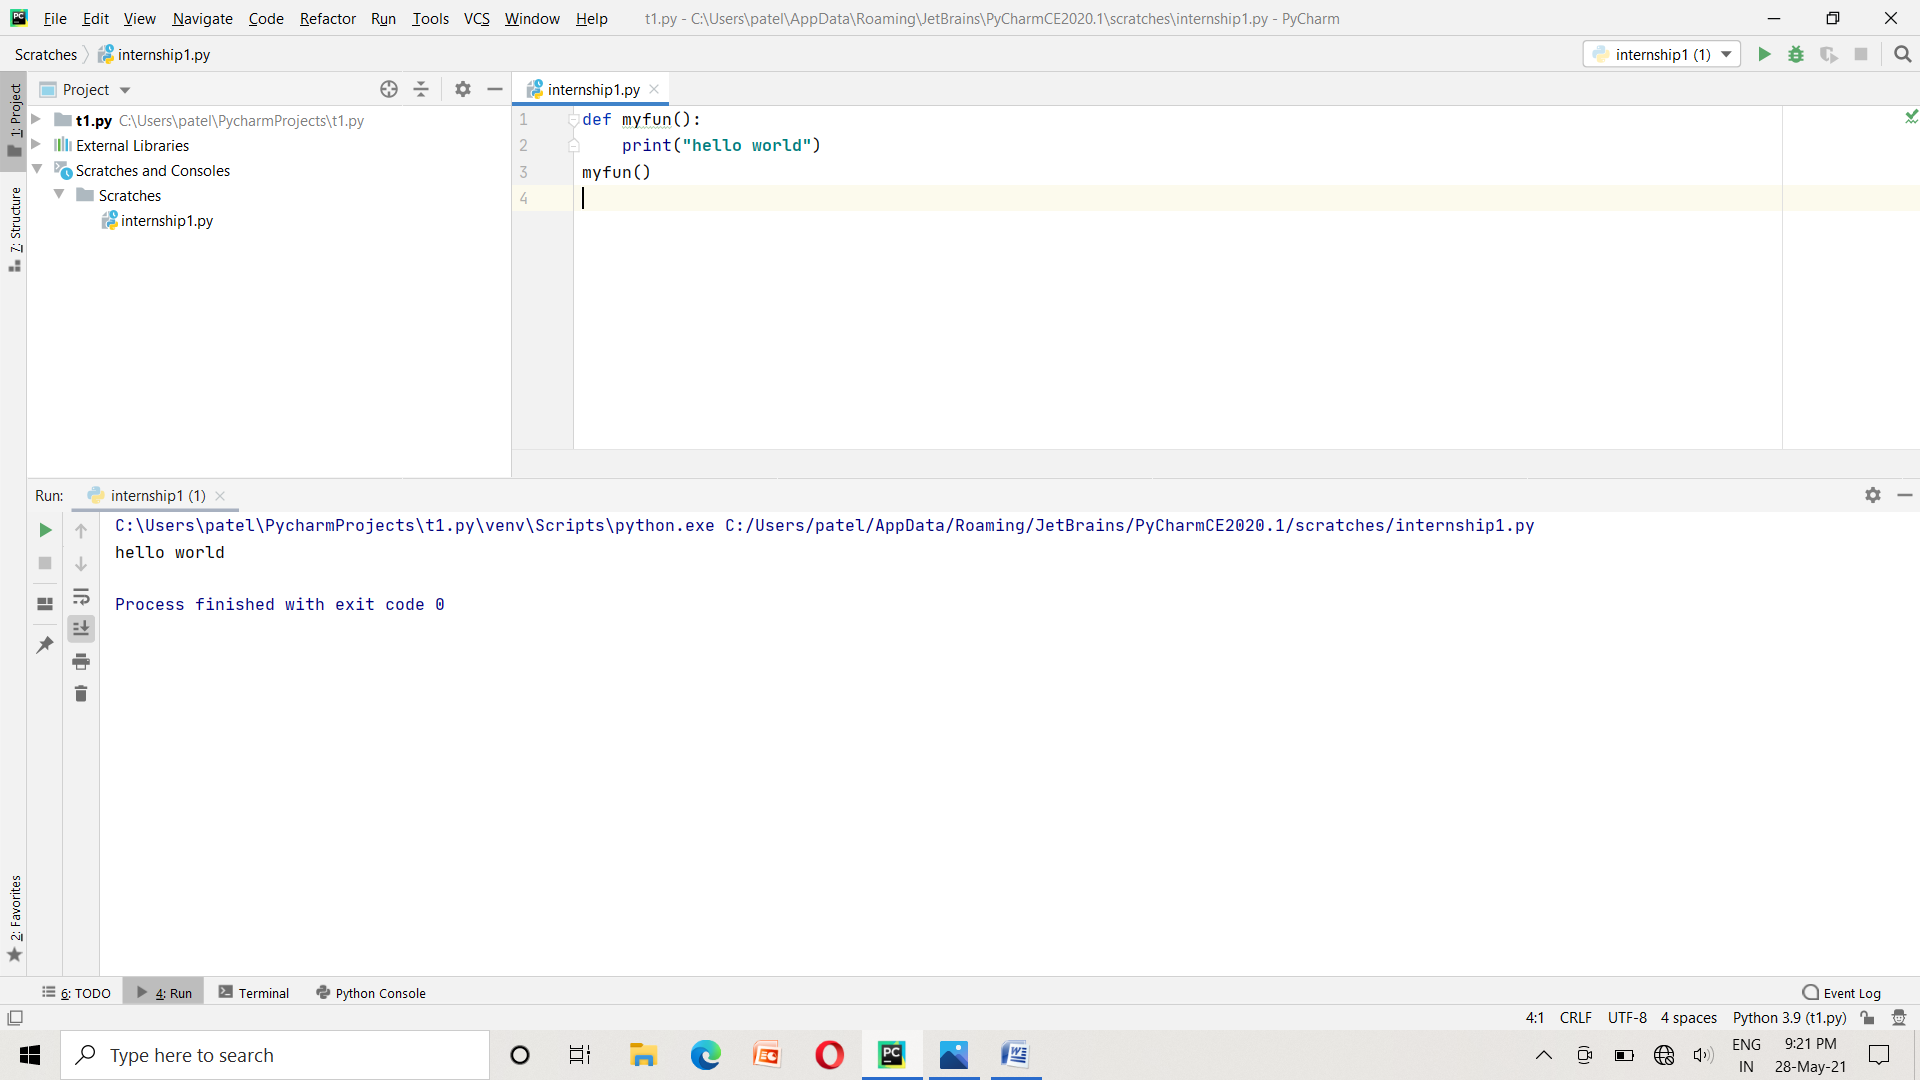 File Edit View Navigate Code Refactor Run Tools VCS Window Help t1.py - C:\Users\patel\AppData\Roaming\JetBrains\PyCharmCE2020.1\scratches\internship1.py - PyCharm
Scratches internship1.py internship1 (1)
1: Project
Project
internship1.py
t1.py C:\Users\patel\PycharmProjects\t1.py
External Libraries
Scratches and Consoles
Scratches
internship1.py
7: Structure
1 def myfun():
2     print("hello world")
3 myfun()
4
Run: internship1 (1)
C:\Users\patel\PycharmProjects\t1.py\venv\Scripts\python.exe C:/Users/patel/AppData/Roaming/JetBrains/PyCharmCE2020.1/scratches/internship1.py
hello world
Process finished with exit code 0
2: Favorites
6: TODO 4: Run Terminal Python Console Event Log
4:1 CRLF UTF-8 4 spaces Python 3.9 (t1.py)
Type here to search
ENG
IN
9:21 PM
28-May-21